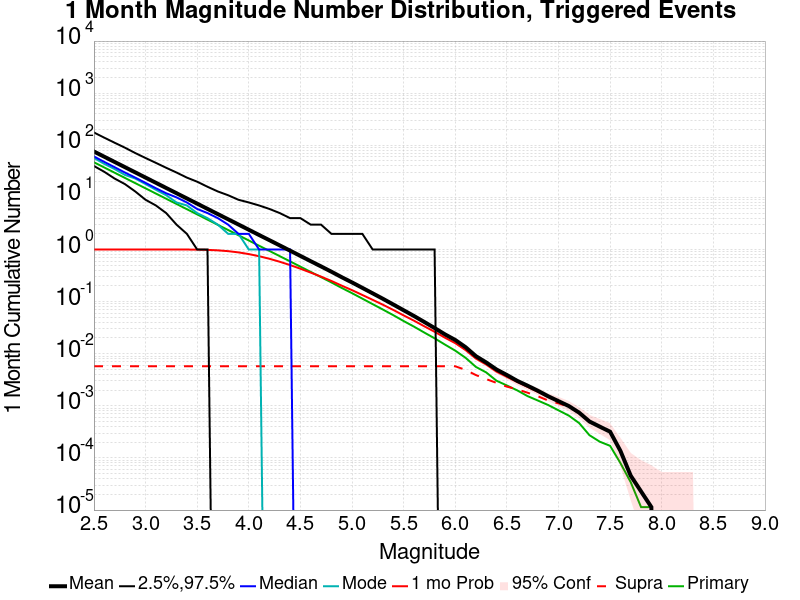 1 Month Magnitude Number Distribution, Triggered Events
10^4
10^3
10^2
10^1
10^0
10^-1
10^-2
10^-3
10^-4
10^-5
1 Month Cumulative Number
2.5 3.0 3.5 4.0 4.5 5.0 5.5 6.0 6.5 7.0 7.5 8.0 8.5 9.0
Magnitude
Mean 2.5%,97.5% Median Mode 1 mo Prob 95% Conf Supra Primary